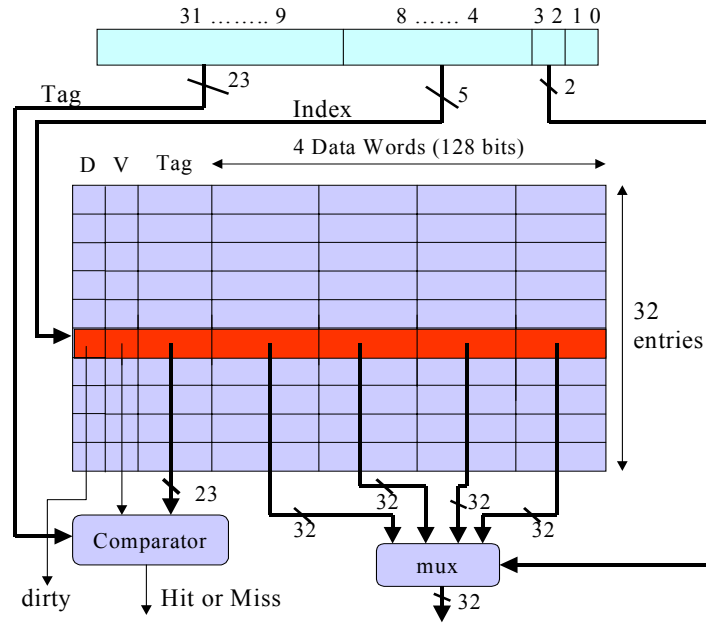 31 …….. 9 8 …… 4 3 2 1 0
23
5
2
Tag
Index
4 Data Words (128 bits)
D V Tag
32
entries
23
32
32
32
32
Comparator
mux
dirty
Hit or Miss
32